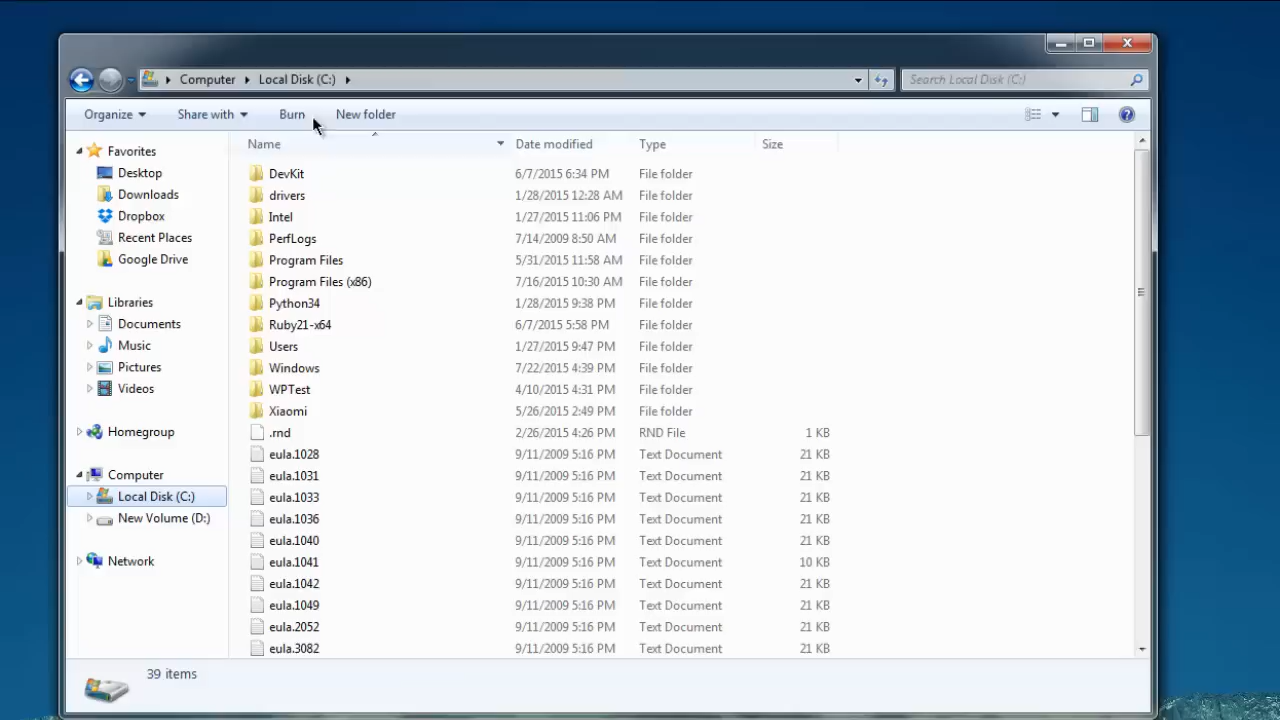 Computer Local Disk (C:) Search Local Disk (C:)
Organize Share with Burn New folder
Name Date modified Type Size
Favorites
Desktop
Downloads
Dropbox
Recent Places
Google Drive
Libraries
Documents
Music
Pictures
Videos
Homegroup
Computer
Local Disk (C:)
New Volume (D:)
Network
DevKit 6/7/2015 6:34 PM File folder
drivers 1/28/2015 12:28 AM File folder
Intel 1/27/2015 11:06 PM File folder
PerfLogs 7/14/2009 8:50 AM File folder
Program Files 5/31/2015 11:58 AM File folder
Program Files (x86) 7/16/2015 10:30 AM File folder
Python34 1/28/2015 9:38 PM File folder
Ruby21-x64 6/7/2015 5:58 PM File folder
Users 1/27/2015 9:47 PM File folder
Windows 7/22/2015 4:39 PM File folder
WPTest 4/10/2015 4:31 PM File folder
Xiaomi 5/26/2015 2:49 PM File folder
.rnd 2/26/2015 4:26 PM RND File 1 KB
eula.1028 9/11/2009 5:16 PM Text Document 21 KB
eula.1031 9/11/2009 5:16 PM Text Document 21 KB
eula.1033 9/11/2009 5:16 PM Text Document 21 KB
eula.1036 9/11/2009 5:16 PM Text Document 21 KB
eula.1040 9/11/2009 5:16 PM Text Document 21 KB
eula.1041 9/11/2009 5:16 PM Text Document 10 KB
eula.1042 9/11/2009 5:16 PM Text Document 21 KB
eula.1049 9/11/2009 5:16 PM Text Document 21 KB
eula.2052 9/11/2009 5:16 PM Text Document 21 KB
eula.3082 9/11/2009 5:16 PM Text Document 21 KB
39 items